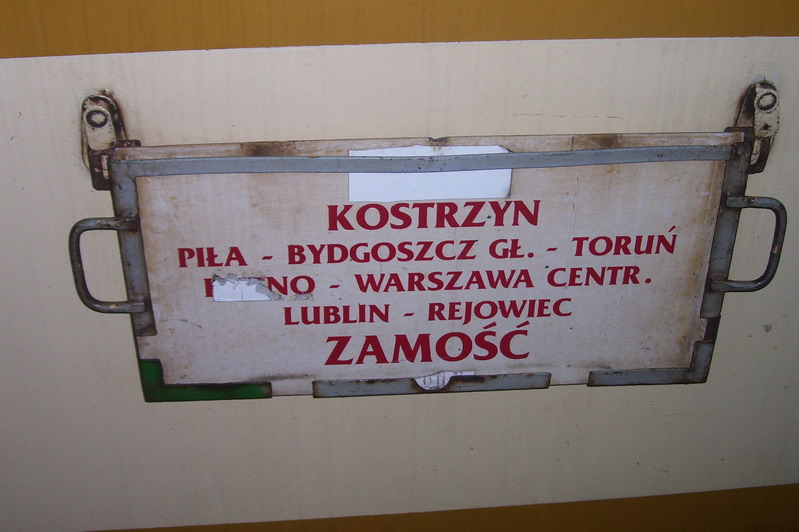 KOSTRZYN
PIŁA - BYDGOSZCZ GŁ. - TORUŃ
- WARSZAWA CENTR.
LUBLIN - REJOWIEC
ZAMOŚĆ